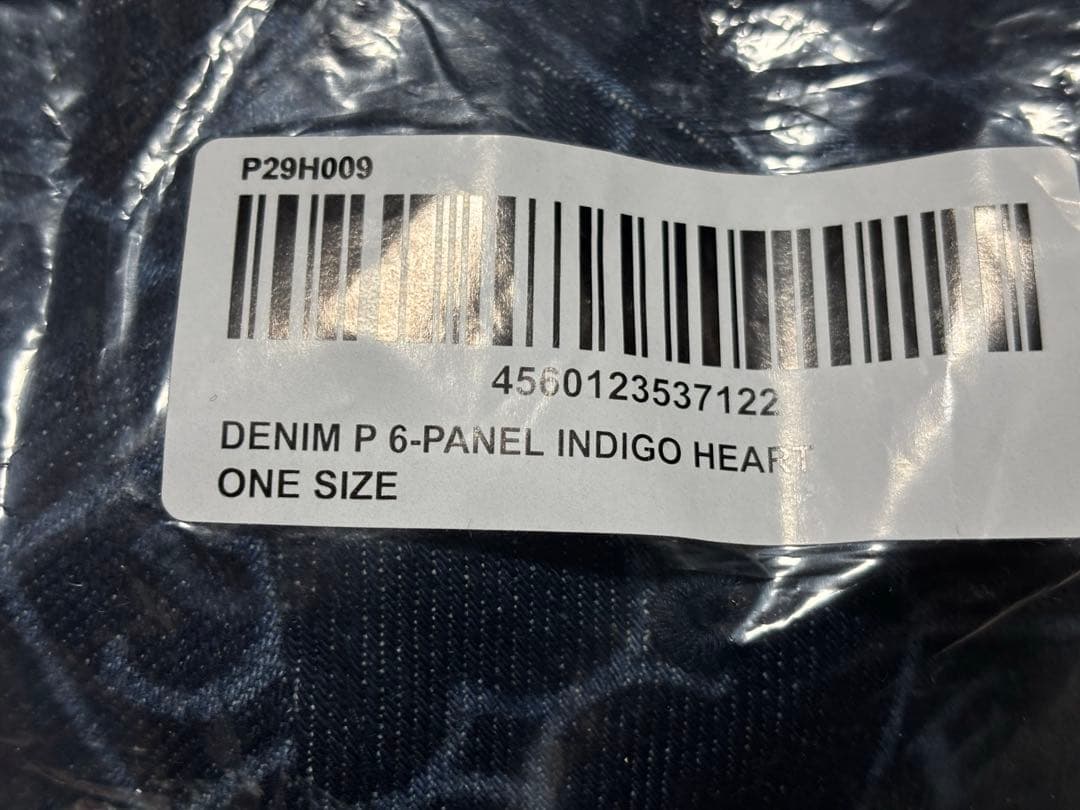 P29H009
4560123537122
DENIM P 6-PANEL INDIGO HEART
ONE SIZE